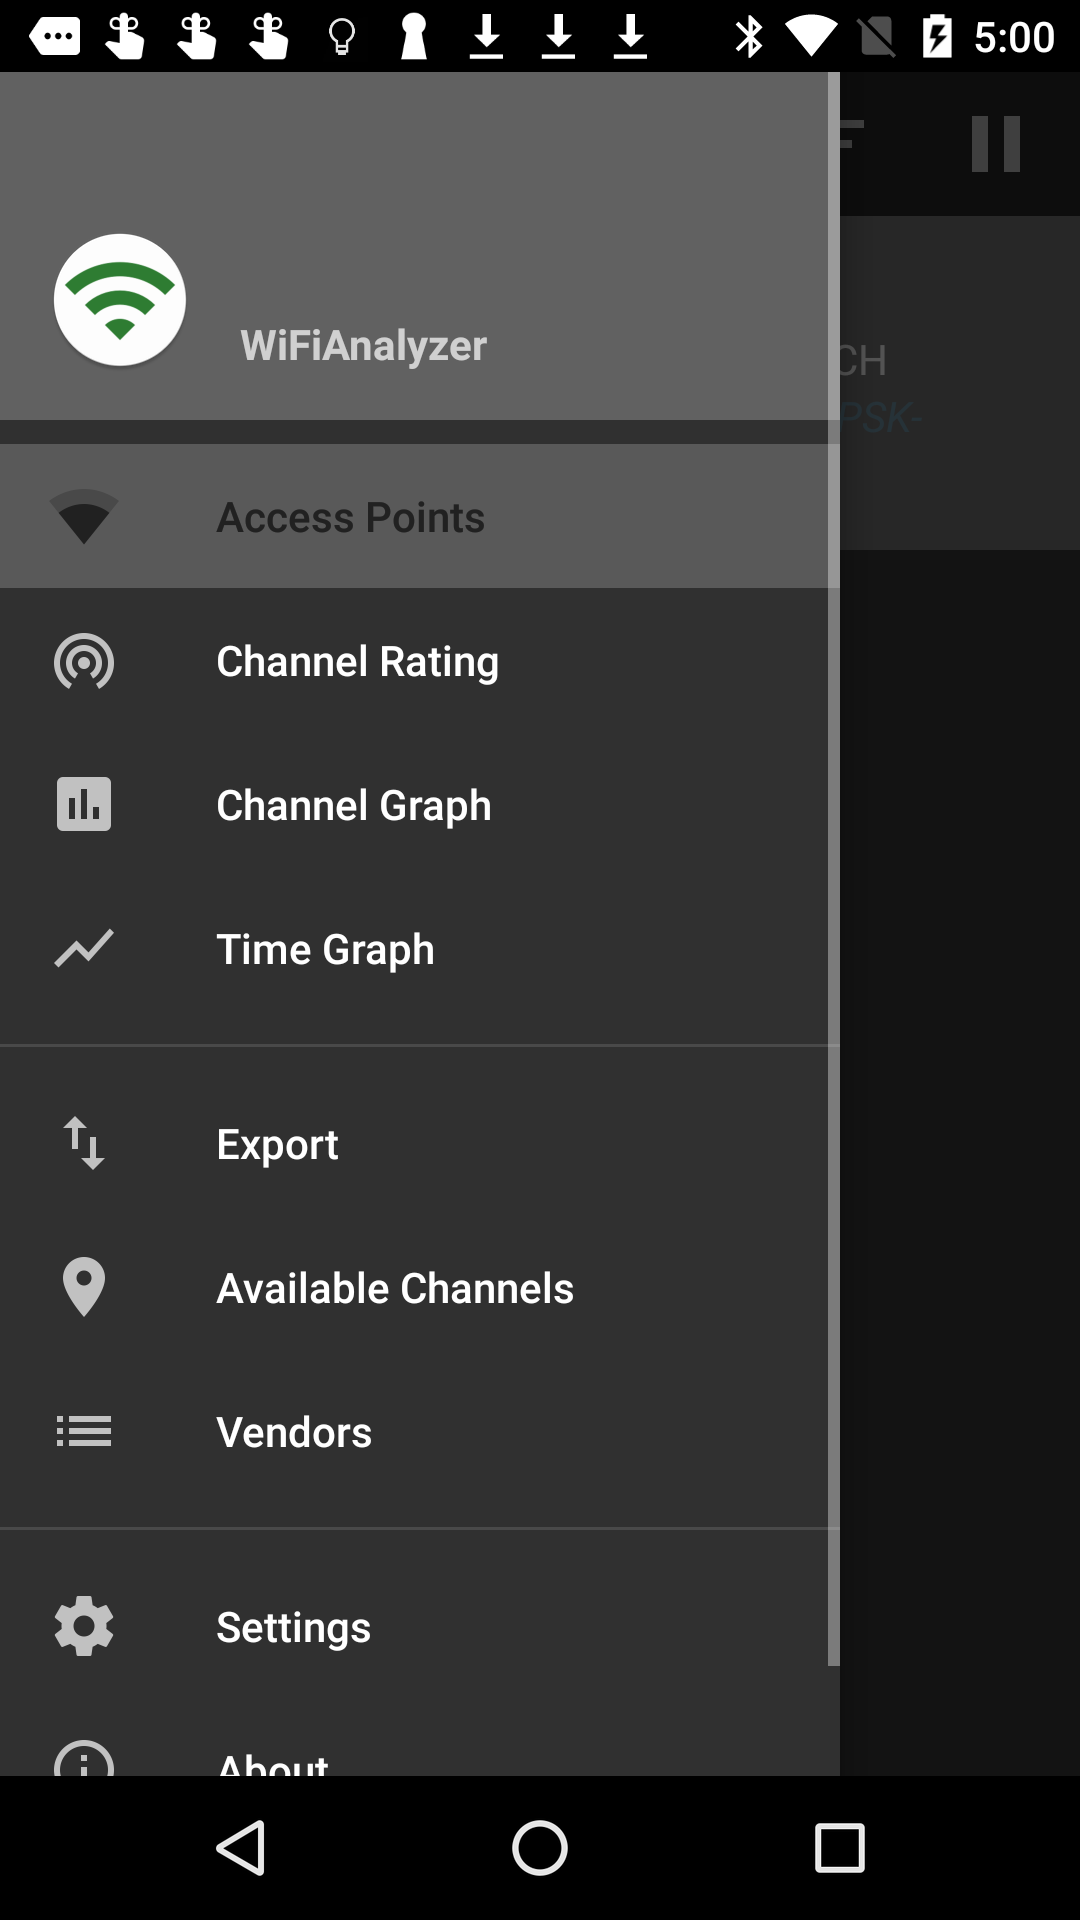 5:00
WiFiAnalyzer
CH
PSK-
Access Points
Channel Rating
Channel Graph
Time Graph
Export
Available Channels
Vendors
Settings
About